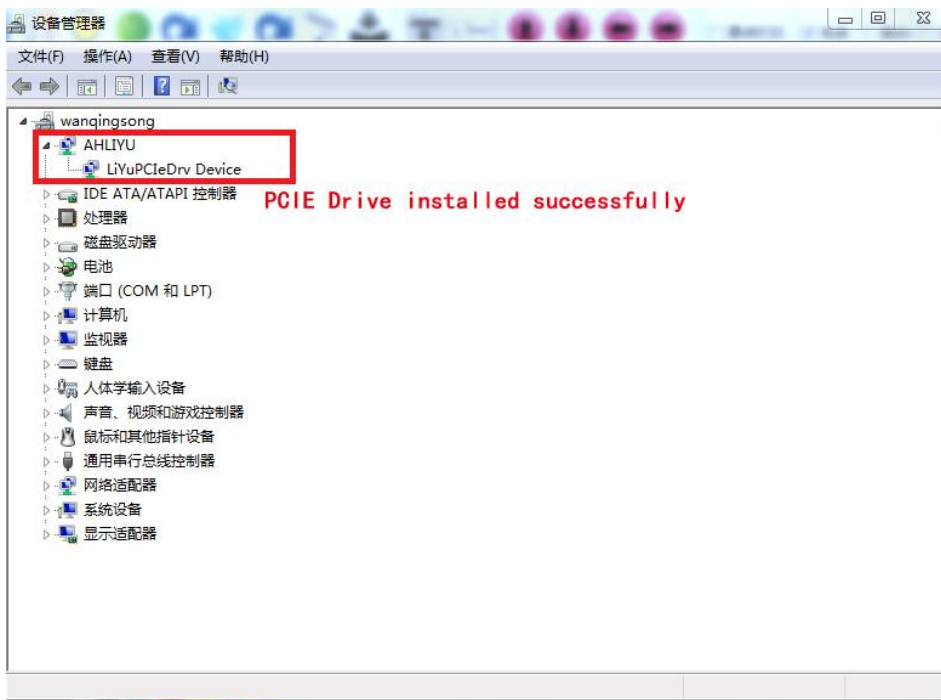 设备管理器
文件(F) 操作(A) 查看(V) 帮助(H)
wanqingsong
AHLIYU
LiYuPCIeDrv Device
IDE ATA/ATAPI 控制器
PCIE Drive installed successfully
处理器
磁盘驱动器
电池
端口 (COM 和 LPT)
计算机
监视器
键盘
人体学输入设备
声音、视频和游戏控制器
鼠标和其他指针设备
通用串行总线控制器
网络适配器
系统设备
显示适配器